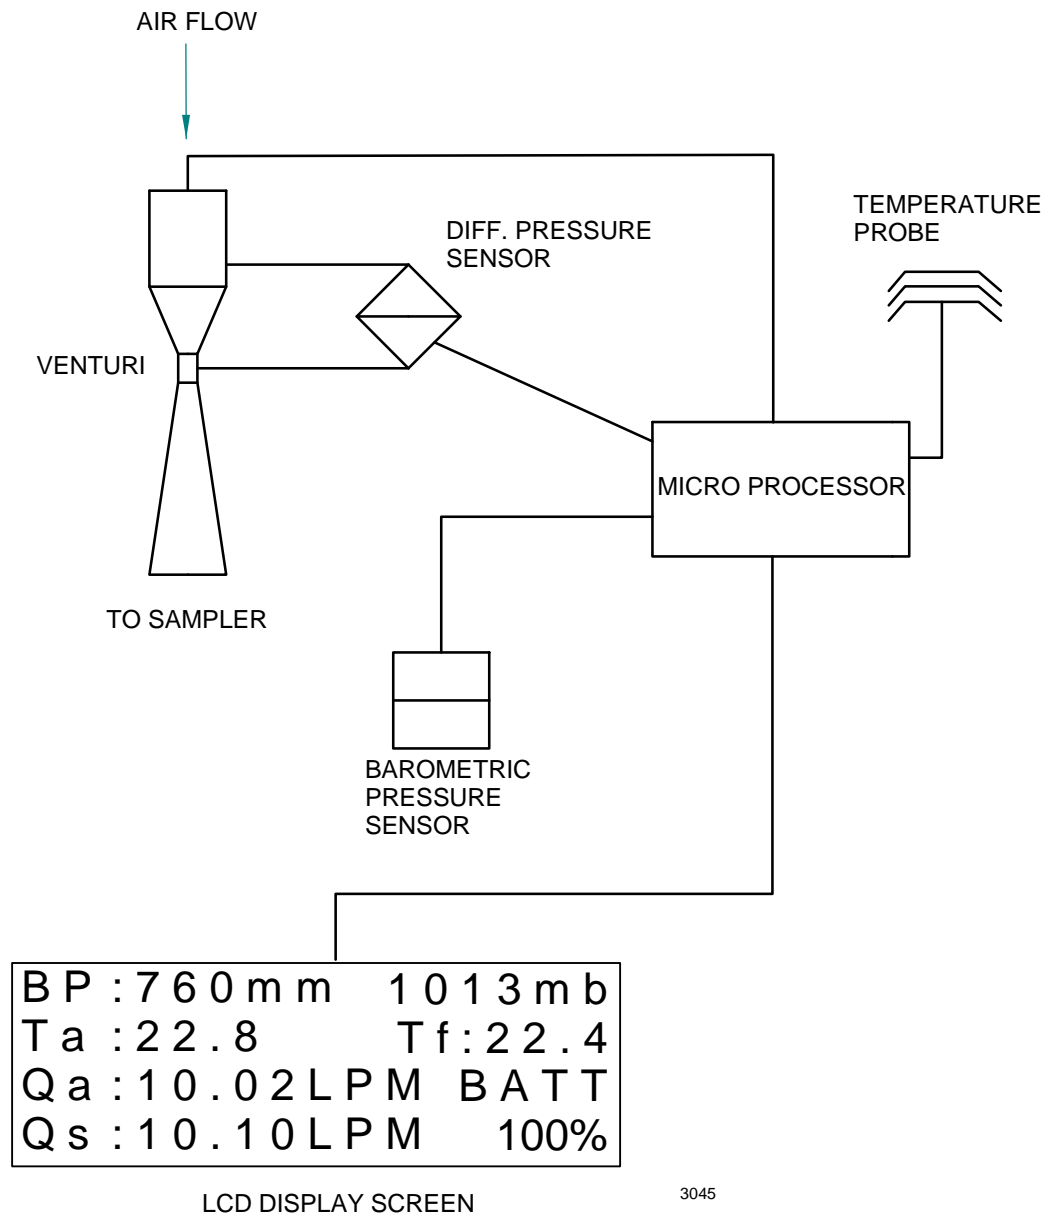 AIR FLOW
TEMPERATURE
PROBE
DIFF. PRESSURE
SENSOR
VENTURI
MICRO PROCESSOR
TO SAMPLER
BAROMETRIC
PRESSURE
SENSOR
BP:760mm 1013mb
Ta:22.8 Tf:22.4
Qa:10.02LPM BATT
Qs:10.10LPM 100%
LCD DISPLAY SCREEN
3045